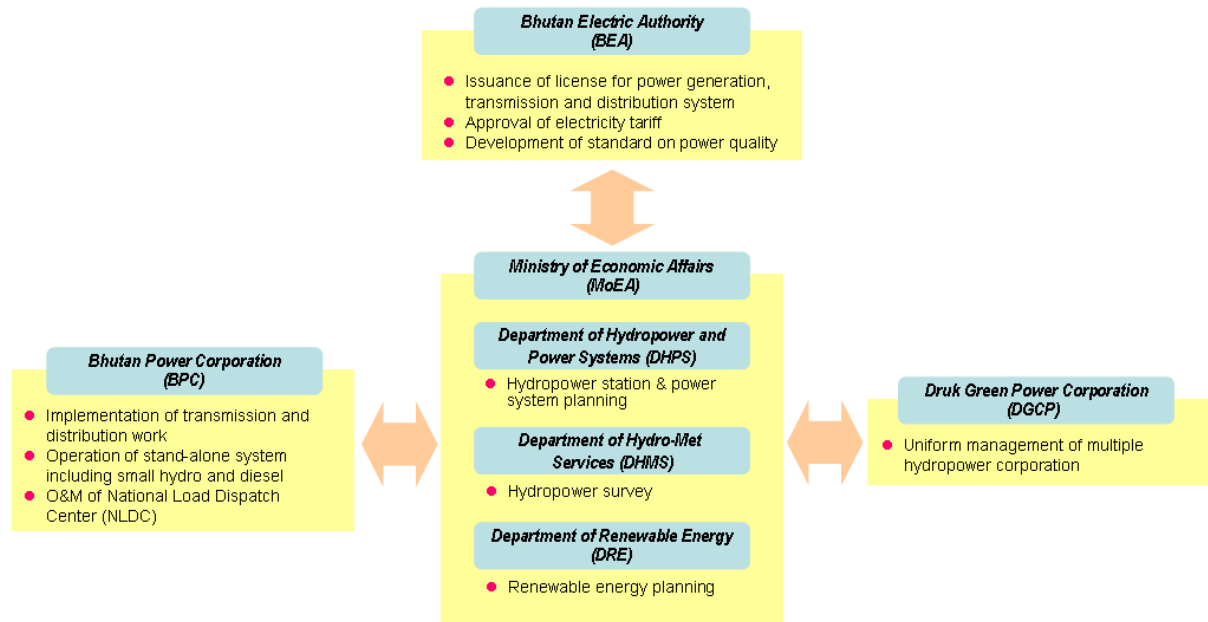 Bhutan Electric Authority
(BEA)
● Issuance of license for power generation,
transmission and distribution system
● Approval of electricity tariff
● Development of standard on power quality
Ministry of Economic Affairs
(MoEA)
Department of Hydropower and
Power Systems (DHPS)
● Hydropower station & power
system planning
Department of Hydro-Met
Services (DHMS)
● Hydropower survey
Department of Renewable Energy
(DRE)
● Renewable energy planning
Bhutan Power Corporation
(BPC)
● Implementation of transmission and
distribution work
● Operation of stand-alone system
including small hydro and diesel
● O&M of National Load Dispatch
Center (NLDC)
Druk Green Power Corporation
(DGCP)
● Uniform management of multiple
hydropower corporation